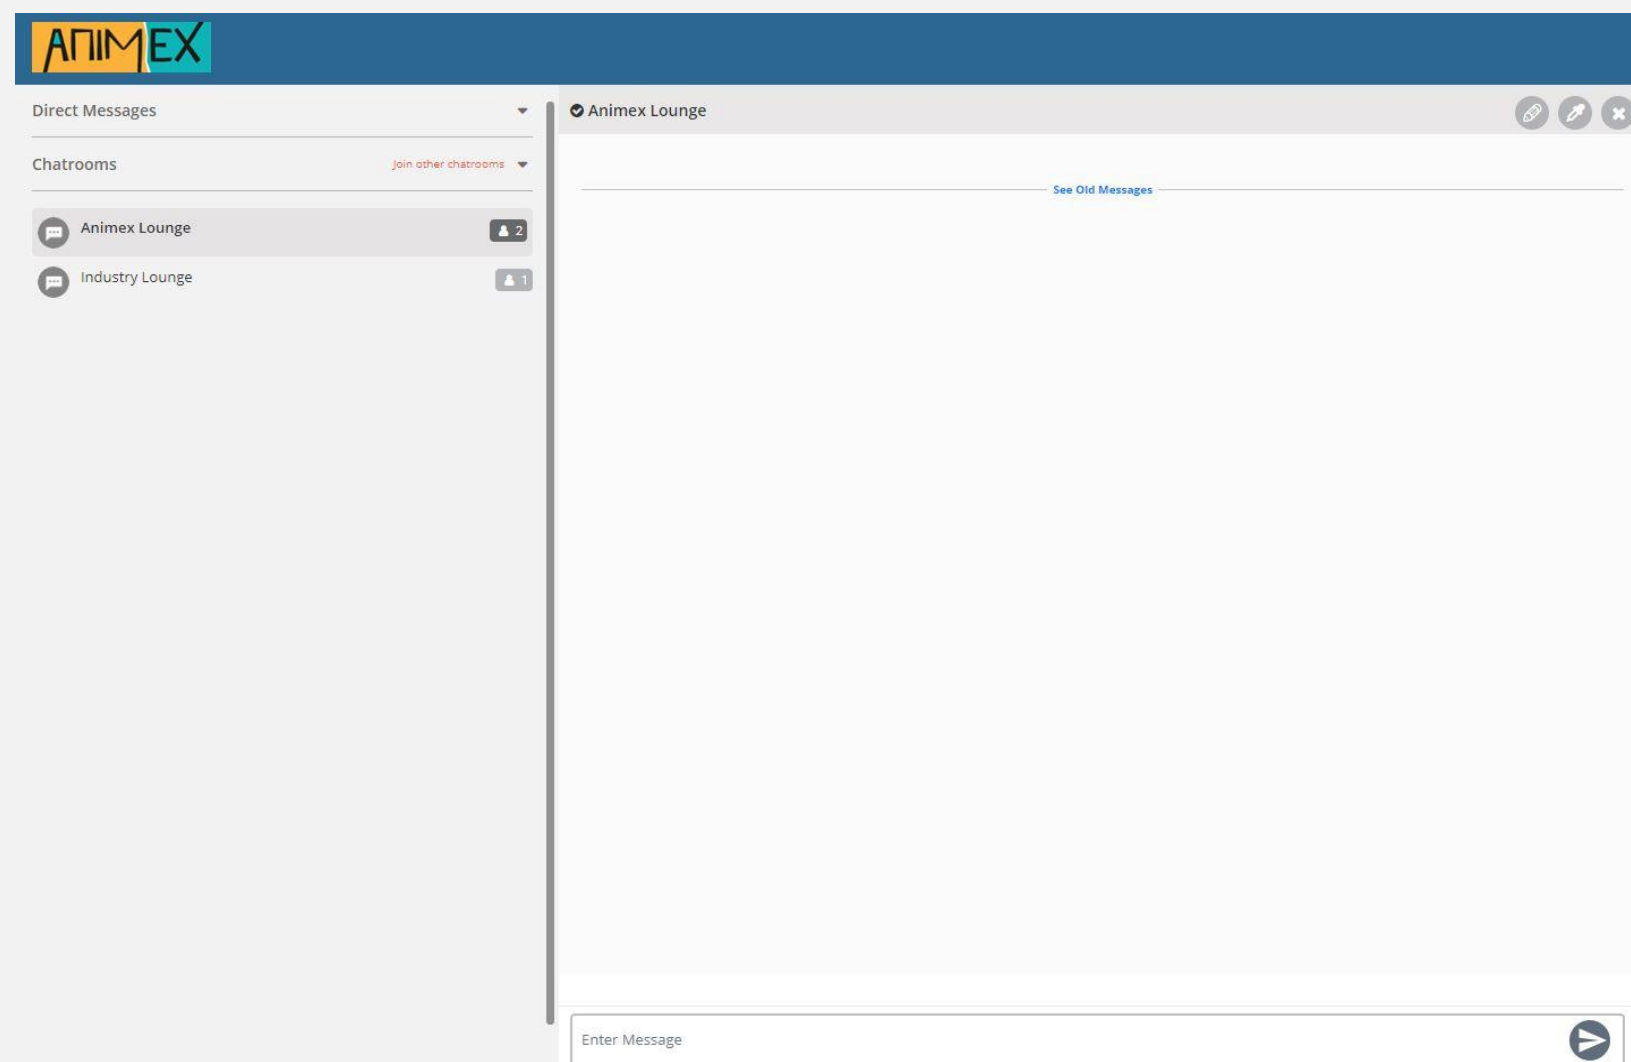 ANIMEX
Direct Messages
Chatrooms
Join other chatrooms
Animex Lounge
2
Industry Lounge
1
Animex Lounge
See Old Messages
Enter Message